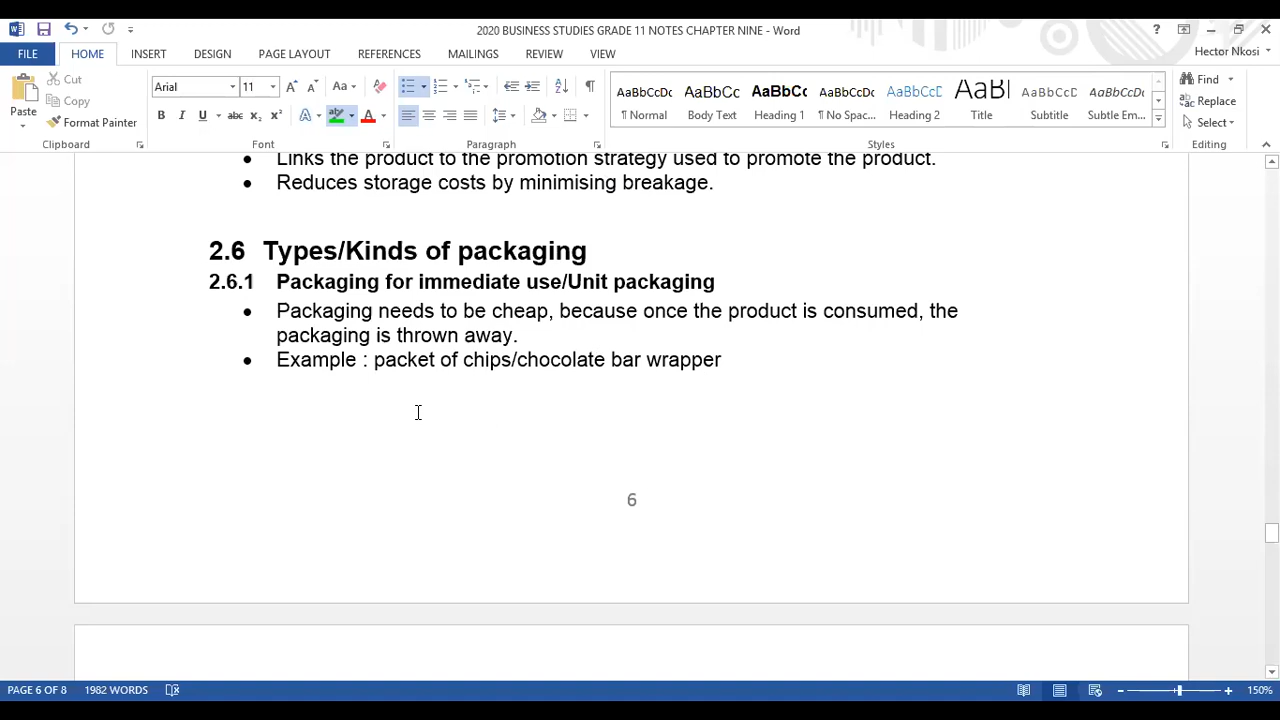 2020 BUSINESS STUDIES GRADE 11 NOTES CHAPTER NINE - Word
FILE HOME INSERT DESIGN PAGE LAYOUT REFERENCES MAILINGS REVIEW VIEW Hector Nkosi
Paste
Cut
Copy
Format Painter
Clipboard
Arial 11
Font
Paragraph
AaBbCcDc AaBbCc AaBbCc AaBbCcDc AaBbCcD AaBl AaBbCcD AaBbCcDc
¶ Normal Body Text Heading 1 ¶ No Spac... Heading 2 Title Subtitle Subtle Em...
Styles
Find
Replace
Select
Editing
• Links the product to the promotion strategy used to promote the product.
• Reduces storage costs by minimising breakage.
2.6 Types/Kinds of packaging
2.6.1 Packaging for immediate use/Unit packaging
• Packaging needs to be cheap, because once the product is consumed, the
packaging is thrown away.
• Example : packet of chips/chocolate bar wrapper
6
PAGE 6 OF 8 1982 WORDS 150%